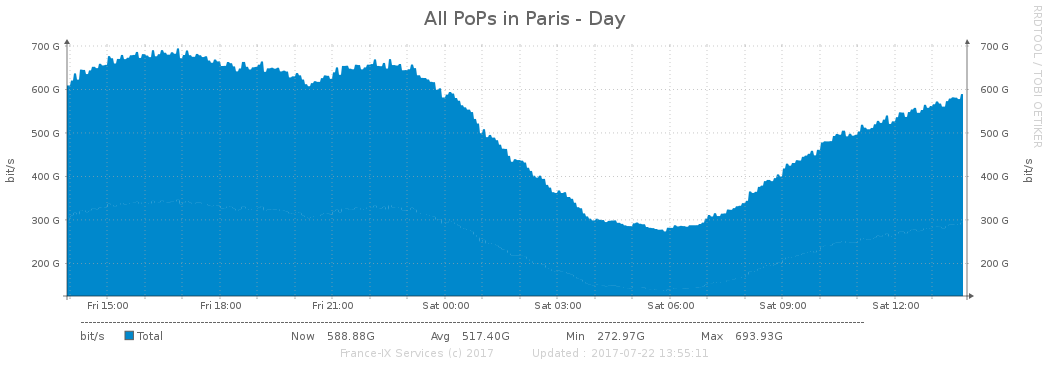 All PoPs in Paris - Day
RRDTOOL / TOBI OETIKER
bit/s
700 G
600 G
500 G
400 G
300 G
200 G
700 G
600 G
500 G
400 G
300 G
200 G
bit/s
Fri 15:00 Fri 18:00 Fri 21:00 Sat 00:00 Sat 03:00 Sat 06:00 Sat 09:00 Sat 12:00
bit/s Total Now 588.88G Avg 517.40G Min 272.97G Max 693.93G
France-IX Services (c) 2017 Updated : 2017-07-22 13:55:11